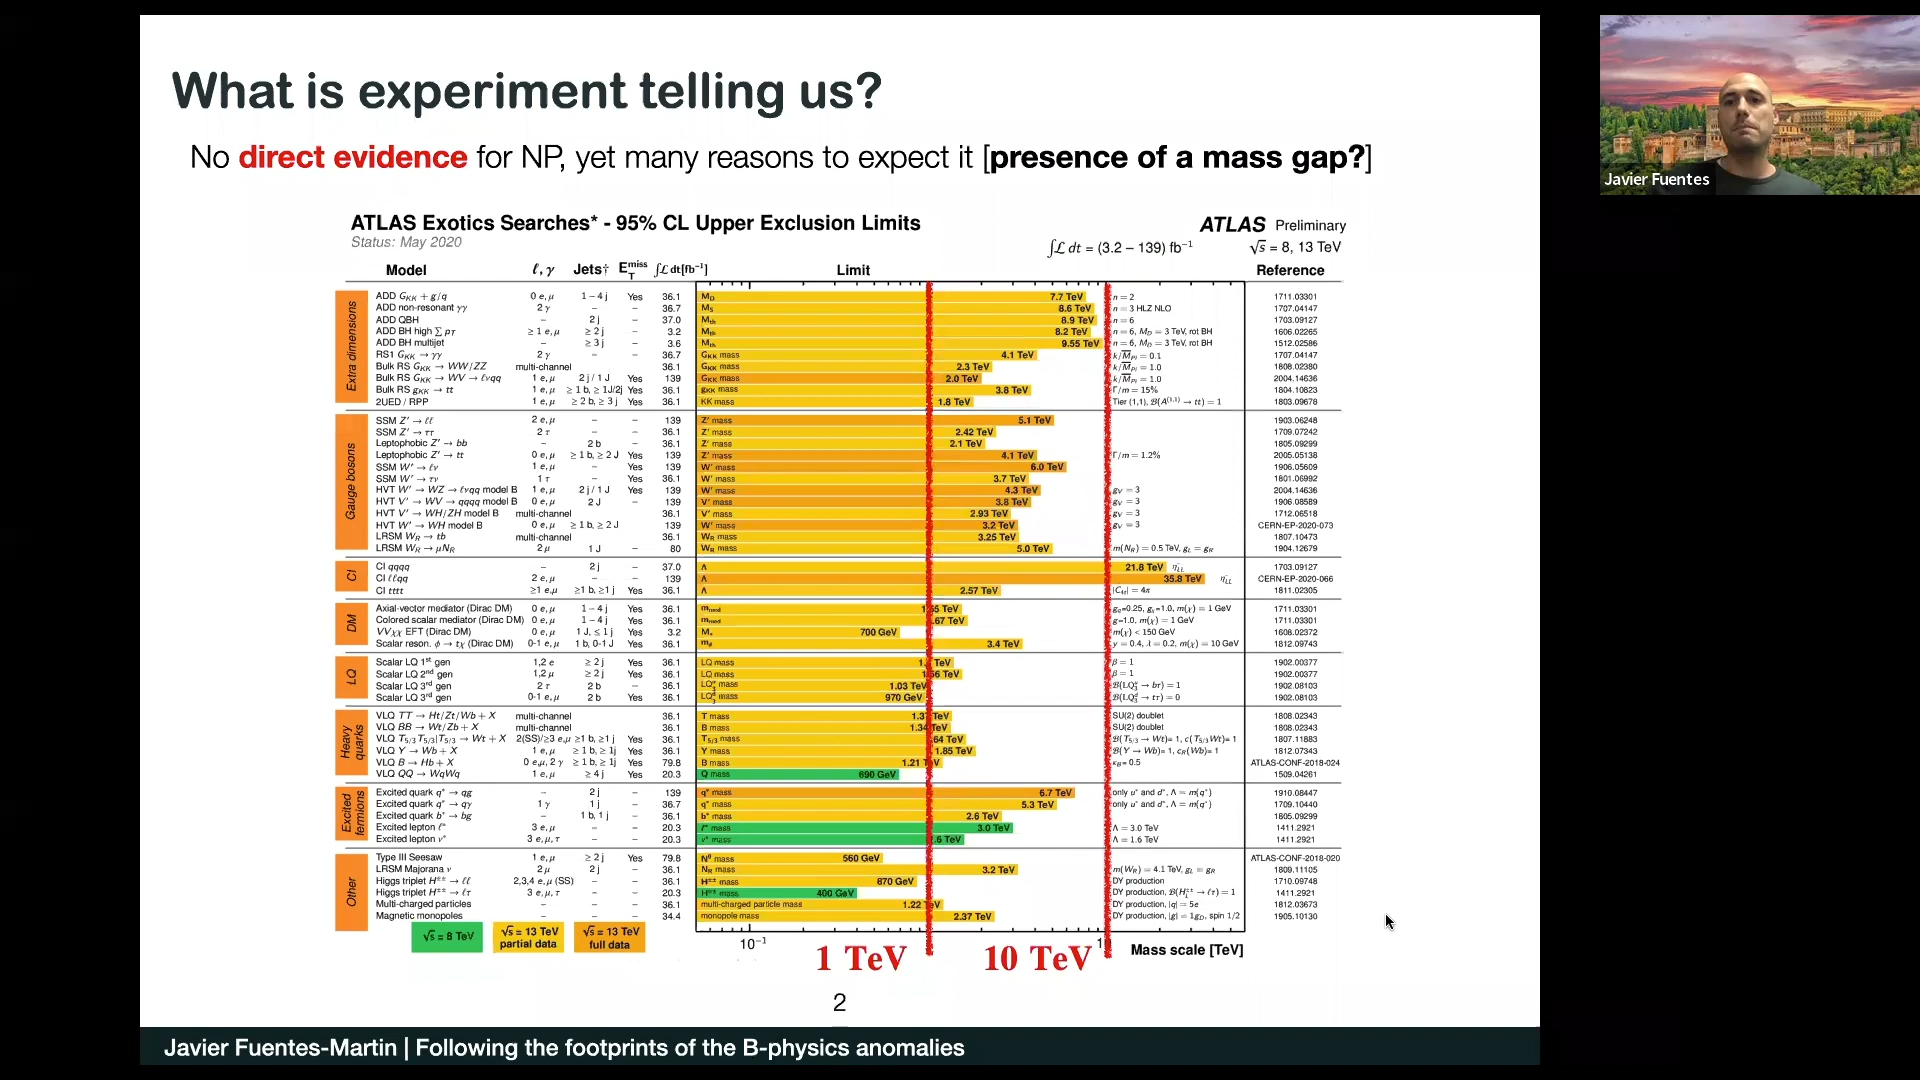 What is experiment telling us?
No direct evidence for NP, yet many reasons to expect it [presence of a mass gap?]
Javier Fuentes
ATLAS Exotics Searches* - 95% CL Upper Exclusion Limits
Status: May 2020
ATLAS Preliminary
∫ℒ dt = (3.2 – 139) fb⁻¹
√s = 8, 13 TeV
Model ℓ, γ Jets† E_T^miss ∫ℒ dt[fb⁻¹] Limit Reference
Extra dimensions
ADD G_KK + g/q 0 e, μ 1 – 4 j Yes 36.1 M_D 7.7 TeV n = 2 1711.03301
ADD non-resonant γγ 2 γ – – 36.7 M_S 8.6 TeV n = 3 HLZ NLO 1707.04147
ADD QBH – 2 j – 37.0 M_th 8.9 TeV n = 6 1703.09127
ADD BH high ∑ p_T ≥ 1 e, μ ≥ 2 j – 3.2 M_th 8.2 TeV n = 6, M_D = 3 TeV, rot BH 1606.02265
ADD BH multijet – ≥ 3 j – 3.6 M_th 9.55 TeV n = 6, M_D = 3 TeV, rot BH 1512.02586
RS1 G_KK → γγ 2 γ – – 36.7 G_KK mass 4.1 TeV k/M̄_Pl = 0.1 1707.04147
Bulk RS G_KK → WW/ZZ multi-channel 36.1 G_KK mass 2.3 TeV k/M̄_Pl = 1.0 1808.02380
Bulk RS G_KK → WV → ℓνqq 1 e, μ 2 j / 1 J Yes 139 G_KK mass 2.0 TeV k/M̄_Pl = 1.0 2004.14636
Bulk RS g_KK → tt 1 e, μ ≥ 1 b, ≥ 1J/2j Yes 36.1 g_KK mass 3.8 TeV Γ/m = 15% 1804.10823
2UED / RPP 1 e, μ ≥ 2 b, ≥ 3 j Yes 36.1 KK mass 1.8 TeV Tier (1,1), ℬ(A^(1,1) → tt) = 1 1803.09678
Gauge bosons
SSM Z′ → ℓℓ 2 e, μ – – 139 Z′ mass 5.1 TeV 1903.06248
SSM Z′ → ττ 2 τ – – 36.1 Z′ mass 2.42 TeV 1709.07242
Leptophobic Z′ → bb – 2 b – 36.1 Z′ mass 2.1 TeV 1805.09299
Leptophobic Z′ → tt 0 e, μ ≥ 1 b, ≥ 2 J Yes 139 Z′ mass 4.1 TeV Γ/m = 1.2% 2005.05138
SSM W′ → ℓν 1 e, μ – Yes 139 W′ mass 6.0 TeV 1906.05609
SSM W′ → τν 1 τ – Yes 36.1 W′ mass 3.7 TeV 1801.06992
HVT W′ → WZ → ℓνqq model B 1 e, μ 2 j / 1 J Yes 139 W′ mass 4.3 TeV g_V = 3 2004.14636
HVT V′ → WV → qqqq model B 0 e, μ 2 J – 139 V′ mass 3.8 TeV g_V = 3 1906.08589
HVT V′ → WH/ZH model B multi-channel 36.1 V′ mass 2.93 TeV g_V = 3 1712.06518
HVT W′ → WH model B 0 e, μ ≥ 1 b, ≥ 2 J 139 W′ mass 3.2 TeV g_V = 3 CERN-EP-2020-073
LRSM W_R → tb multi-channel 36.1 W_R mass 3.25 TeV 1807.10473
LRSM W_R → μN_R 2 μ 1 J – 80 W_R mass 5.0 TeV m(N_R) = 0.5 TeV, g_L = g_R 1904.12679
CI
CI qqqq – 2 j – 37.0 Λ 21.8 TeV η_LL⁻ 1703.09127
CI ℓℓqq 2 e, μ – – 139 Λ 35.8 TeV η_LL⁻ CERN-EP-2020-066
CI tttt ≥1 e,μ ≥1 b, ≥1 j Yes 36.1 Λ 2.57 TeV |C_4t| = 4π 1811.02305
DM
Axial-vector mediator (Dirac DM) 0 e, μ 1 – 4 j Yes 36.1 m_med g_q=0.25, g_χ=1.0, m(χ) = 1 GeV 1711.03301
Colored scalar mediator (Dirac DM) 0 e, μ 1 – 4 j Yes 36.1 m_med g=1.0, m(χ) = 1 GeV 1711.03301
VVχχ EFT (Dirac DM) 0 e, μ 1 J, ≤ 1 j Yes 3.2 M_* 700 GeV m(χ) < 150 GeV 1608.02372
Scalar reson. φ → tχ (Dirac DM) 0-1 e, μ 1 b, 0-1 J Yes 36.1 m_φ 3.4 TeV y = 0.4, λ = 0.2, m(χ) = 10 GeV 1812.09743
LQ
Scalar LQ 1st gen 1,2 e ≥ 2 j Yes 36.1 LQ mass TeV β = 1 1902.00377
Scalar LQ 2nd gen 1,2 μ ≥ 2 j Yes 36.1 LQ mass TeV β = 1 1902.00377
Scalar LQ 3rd gen 2 τ 2 b – 36.1 LQ₃ᵘ mass 1.03 TeV ℬ(LQ₃ᵘ → bτ) = 1 1902.08103
Scalar LQ 3rd gen 0-1 e, μ 2 b Yes 36.1 LQ₃ᵈ mass 970 GeV ℬ(LQ₃ᵈ → tτ) = 0 1902.08103
Heavy quarks
VLQ TT → Ht/Zt/Wb + X multi-channel 36.1 T mass 1.37 TeV SU(2) doublet 1808.02343
VLQ BB → Wt/Zb + X multi-channel 36.1 B mass 1.34 TeV SU(2) doublet 1808.02343
VLQ T_5/3 T_5/3|T_5/3 → Wt + X 2(SS)/≥3 e,μ ≥1 b, ≥1 j Yes 36.1 T_5/3 mass TeV ℬ(T_5/3 → Wt)= 1, c(T_5/3 Wt)= 1 1807.11883
VLQ Y → Wb + X 1 e, μ ≥ 1 b, ≥ 1j Yes 36.1 Y mass 1.85 TeV ℬ(Y → Wb)= 1, c_R(Wb)= 1 1812.07343
VLQ B → Hb + X 0 e,μ, 2 γ ≥ 1 b, ≥ 1j Yes 79.8 B mass 1.21 TeV κ_B= 0.5 ATLAS-CONF-2018-024
VLQ QQ → WqWq 1 e, μ ≥ 4 j Yes 20.3 Q mass 690 GeV 1509.04261
Excited fermions
Excited quark q* → qg – 2 j – 139 q* mass 6.7 TeV only u* and d*, Λ = m(q*) 1910.08447
Excited quark q* → qγ 1 γ 1 j – 36.7 q* mass 5.3 TeV only u* and d*, Λ = m(q*) 1709.10440
Excited quark b* → bg – 1 b, 1 j – 36.1 b* mass 2.6 TeV 1805.09299
Excited lepton ℓ* 3 e, μ – – 20.3 ℓ* mass 3.0 TeV Λ = 3.0 TeV 1411.2921
Excited lepton ν* 3 e, μ, τ – – 20.3 ν* mass TeV Λ = 1.6 TeV 1411.2921
Other
Type III Seesaw 1 e, μ ≥ 2 j Yes 79.8 N⁰ mass 560 GeV ATLAS-CONF-2018-020
LRSM Majorana ν 2 μ 2 j – 36.1 N_R mass 3.2 TeV m(W_R) = 4.1 TeV, g_L = g_R 1809.11105
Higgs triplet H^±± → ℓℓ 2,3,4 e, μ (SS) – – 36.1 H^±± mass 870 GeV DY production 1710.09748
Higgs triplet H^±± → ℓτ 3 e, μ, τ – – 20.3 H^±± mass 400 GeV DY production, ℬ(H_L^±± → ℓτ) = 1 1411.2921
Multi-charged particles – – – 36.1 multi-charged particle mass 1.22 TeV DY production, |q| = 5e 1812.03673
Magnetic monopoles – – – 34.4 monopole mass 2.37 TeV DY production, |g| = 1g_D, spin 1/2 1905.10130
√s = 8 TeV
√s = 13 TeV partial data
√s = 13 TeV full data
10⁻¹
Mass scale [TeV]
1 TeV 10 TeV
2
Javier Fuentes-Martin | Following the footprints of the B-physics anomalies